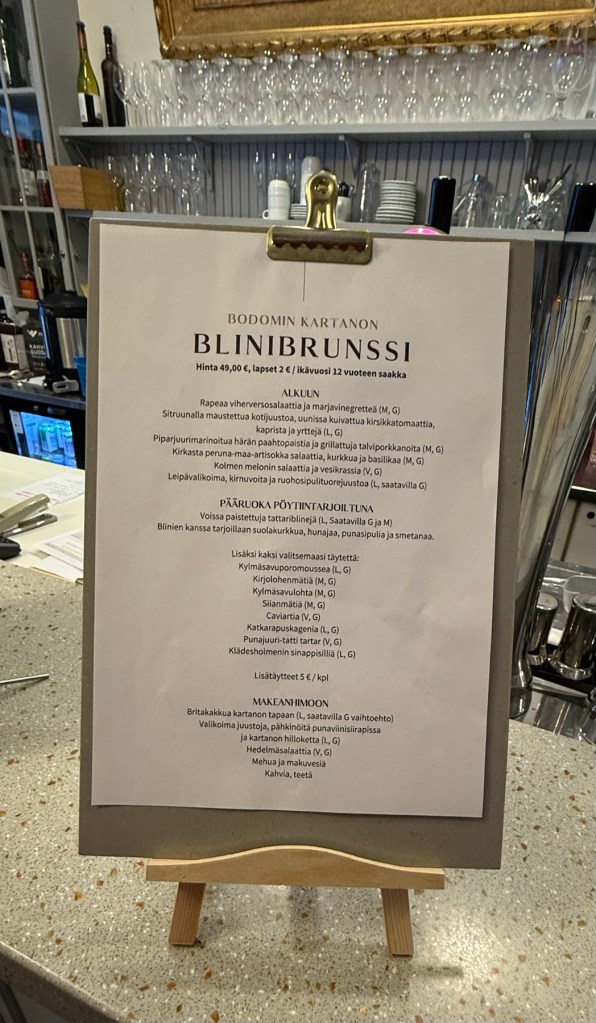 BODOMIN KARTANON
BLINIBRUNSSI
Hinta 49,00 €, lapset 2 € / ikävuosi 12 vuoteen saakka
ALKUUN
Rapeaa viherversosalaattia ja marjavinegretteä (M, G)
Sitruunalla maustettua kotijuustoa, uunissa kuivattua kirsikkatomaattia,
kaprista ja yrttejä (L, G)
Piparjuurimarinoitua härän paahtopaistia ja grillattuja talviporkkanoita (M, G)
Kirkasta peruna-maa-artisokka salaattia, kurkkua ja basilikaa (M, G)
Kolmen melonin salaattia ja vesikrassia (V, G)
Leipävalikoima, kirnuvoita ja ruohosipulituorejuustoa (L, saatavilla G)
PÄÄRUOKA PÖYTIINTARJOILTUNA
Voissa paistettuja tattariblinejä (L, Saatavilla G ja M)
Blinien kanssa tarjoillaan suolakurkkua, hunajaa, punasipulia ja smetanaa.
Lisäksi kaksi valitsemaasi täytettä:
Kylmäsavuporomoussea (L, G)
Kirjolohenmätiä (M, G)
Kylmäsavulohta (M, G)
Siianmätiä (M, G)
Caviartia (V, G)
Katkarapuskagenia (L, G)
Punajuuri-tatti tartar (V, G)
Klädesholmenin sinappisilliä (L, G)
Lisätäytteet 5 € / kpl
MAKEANHIMOON
Britakakkua kartanon tapaan (L, saatavilla G vaihtoehto)
Valikoima juustoja, pähkinöitä punaviinisiirapissa
ja kartanon hilloketta (L, G)
Hedelmäsalaattia (V, G)
Mehua ja makuvesiä
Kahvia, teetä